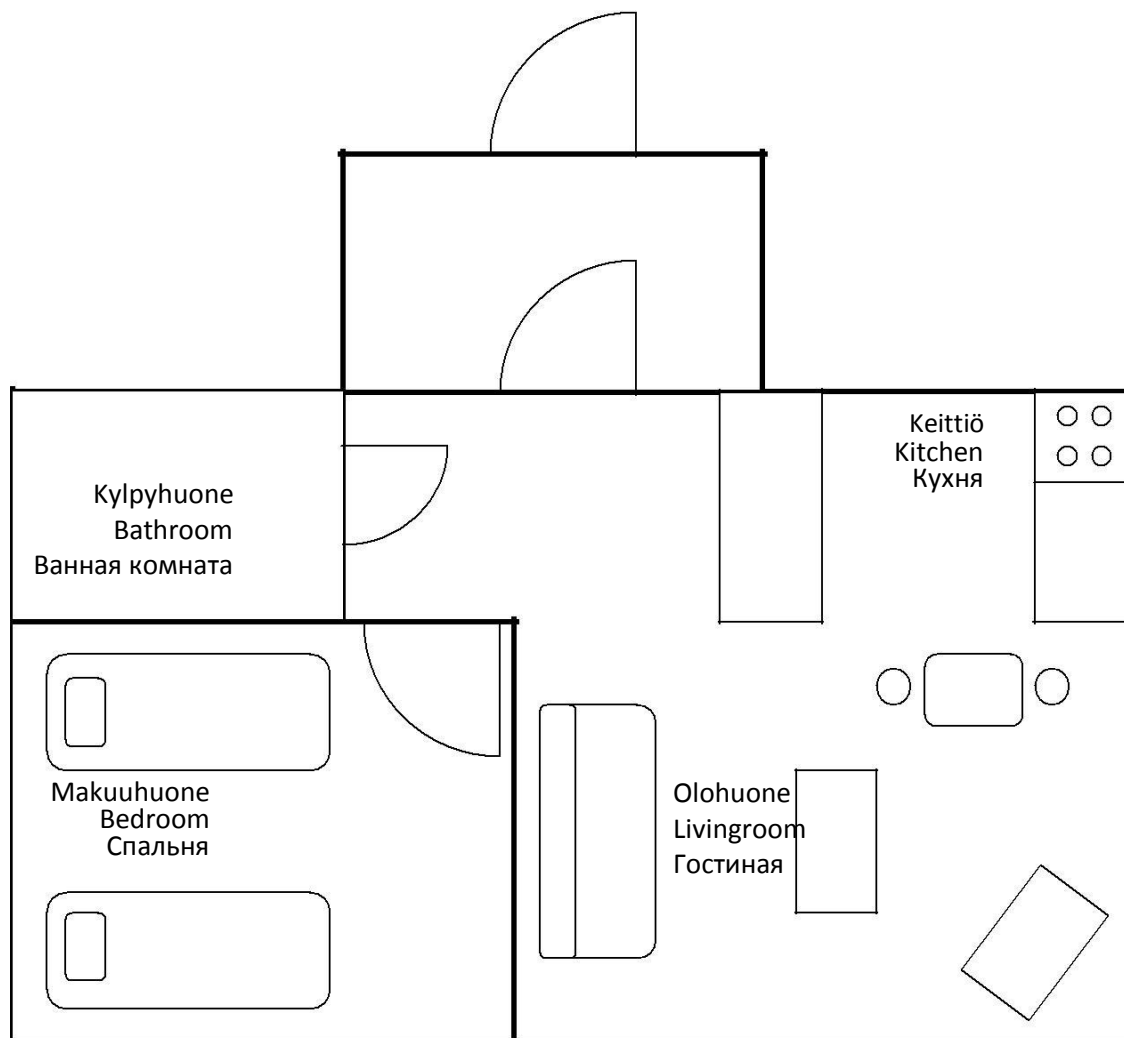 Keittiö
Kitchen
Кухня
Kylpyhuone
Bathroom
Ванная комната
Makuuhuone
Bedroom
Спальня
Olohuone
Livingroom
Гостиная